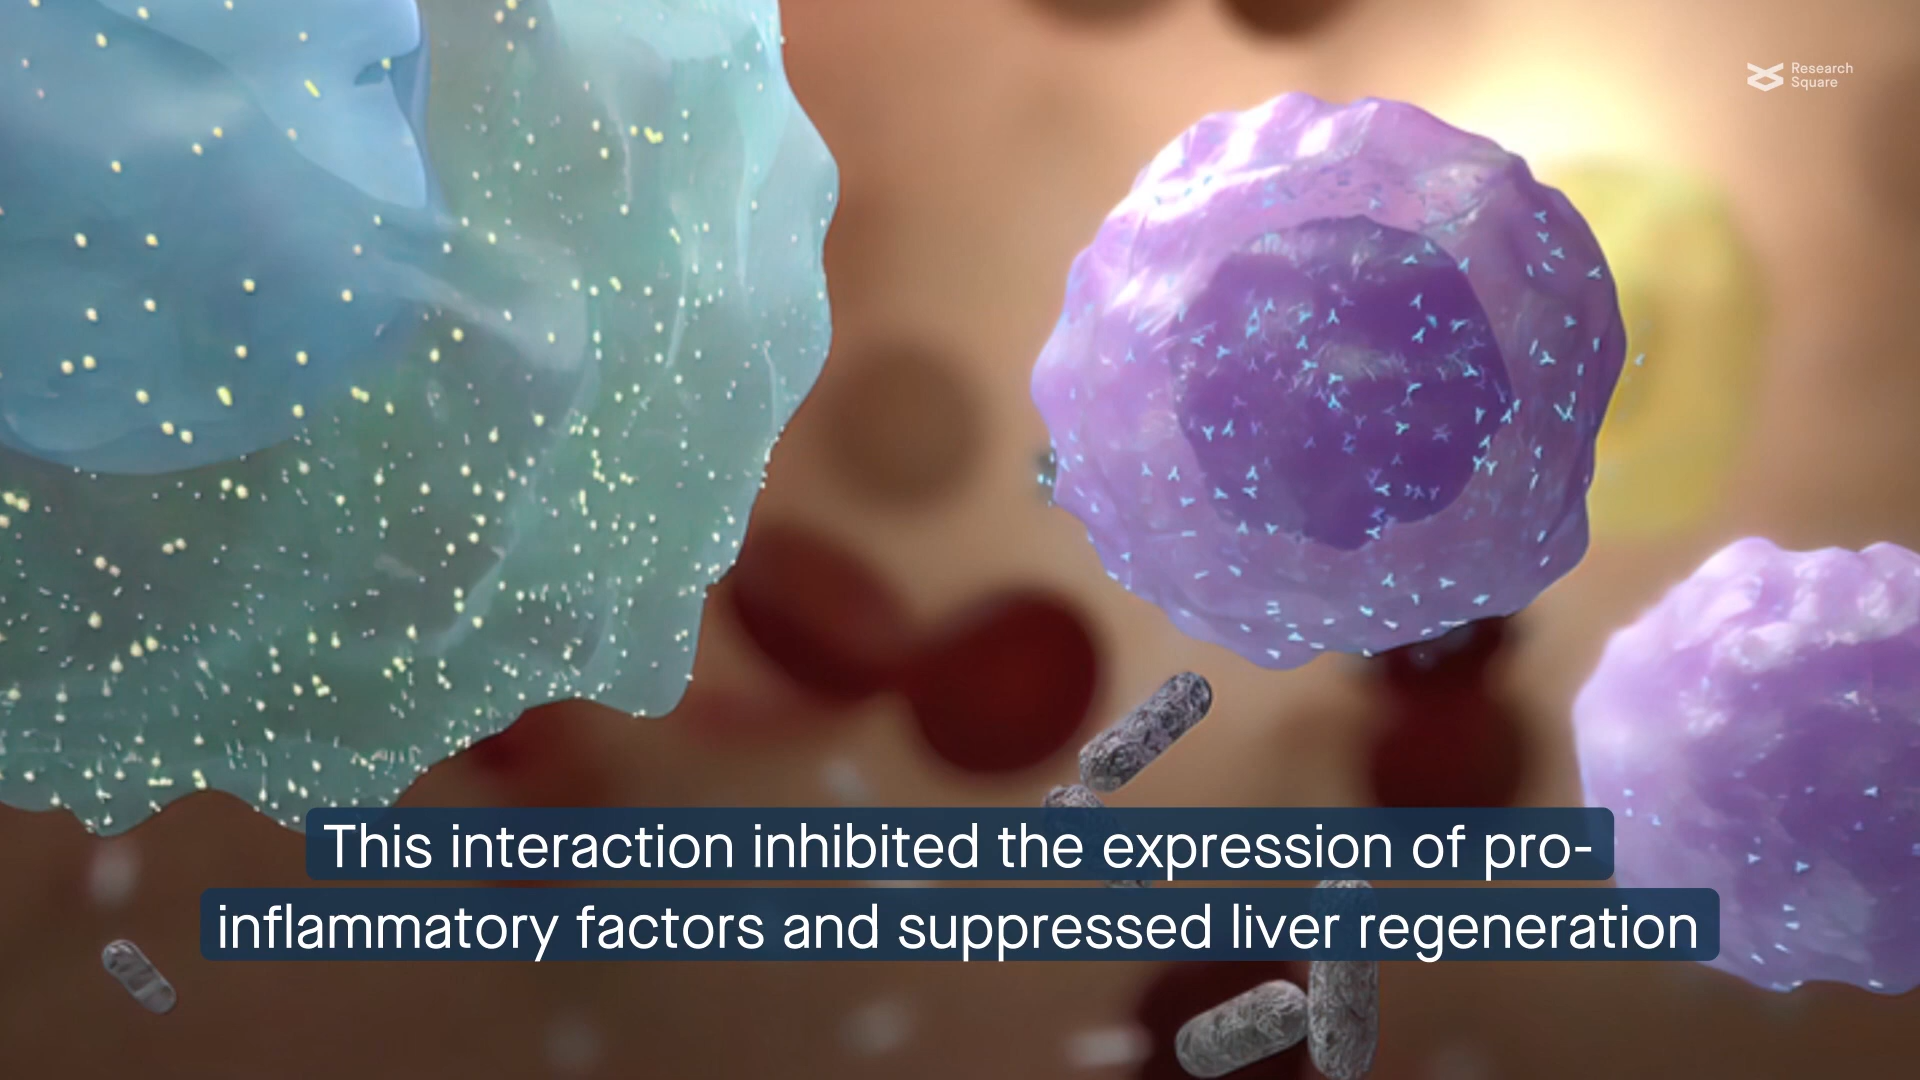 Research
Square
This interaction inhibited the expression of pro-
inflammatory factors and suppressed liver regeneration